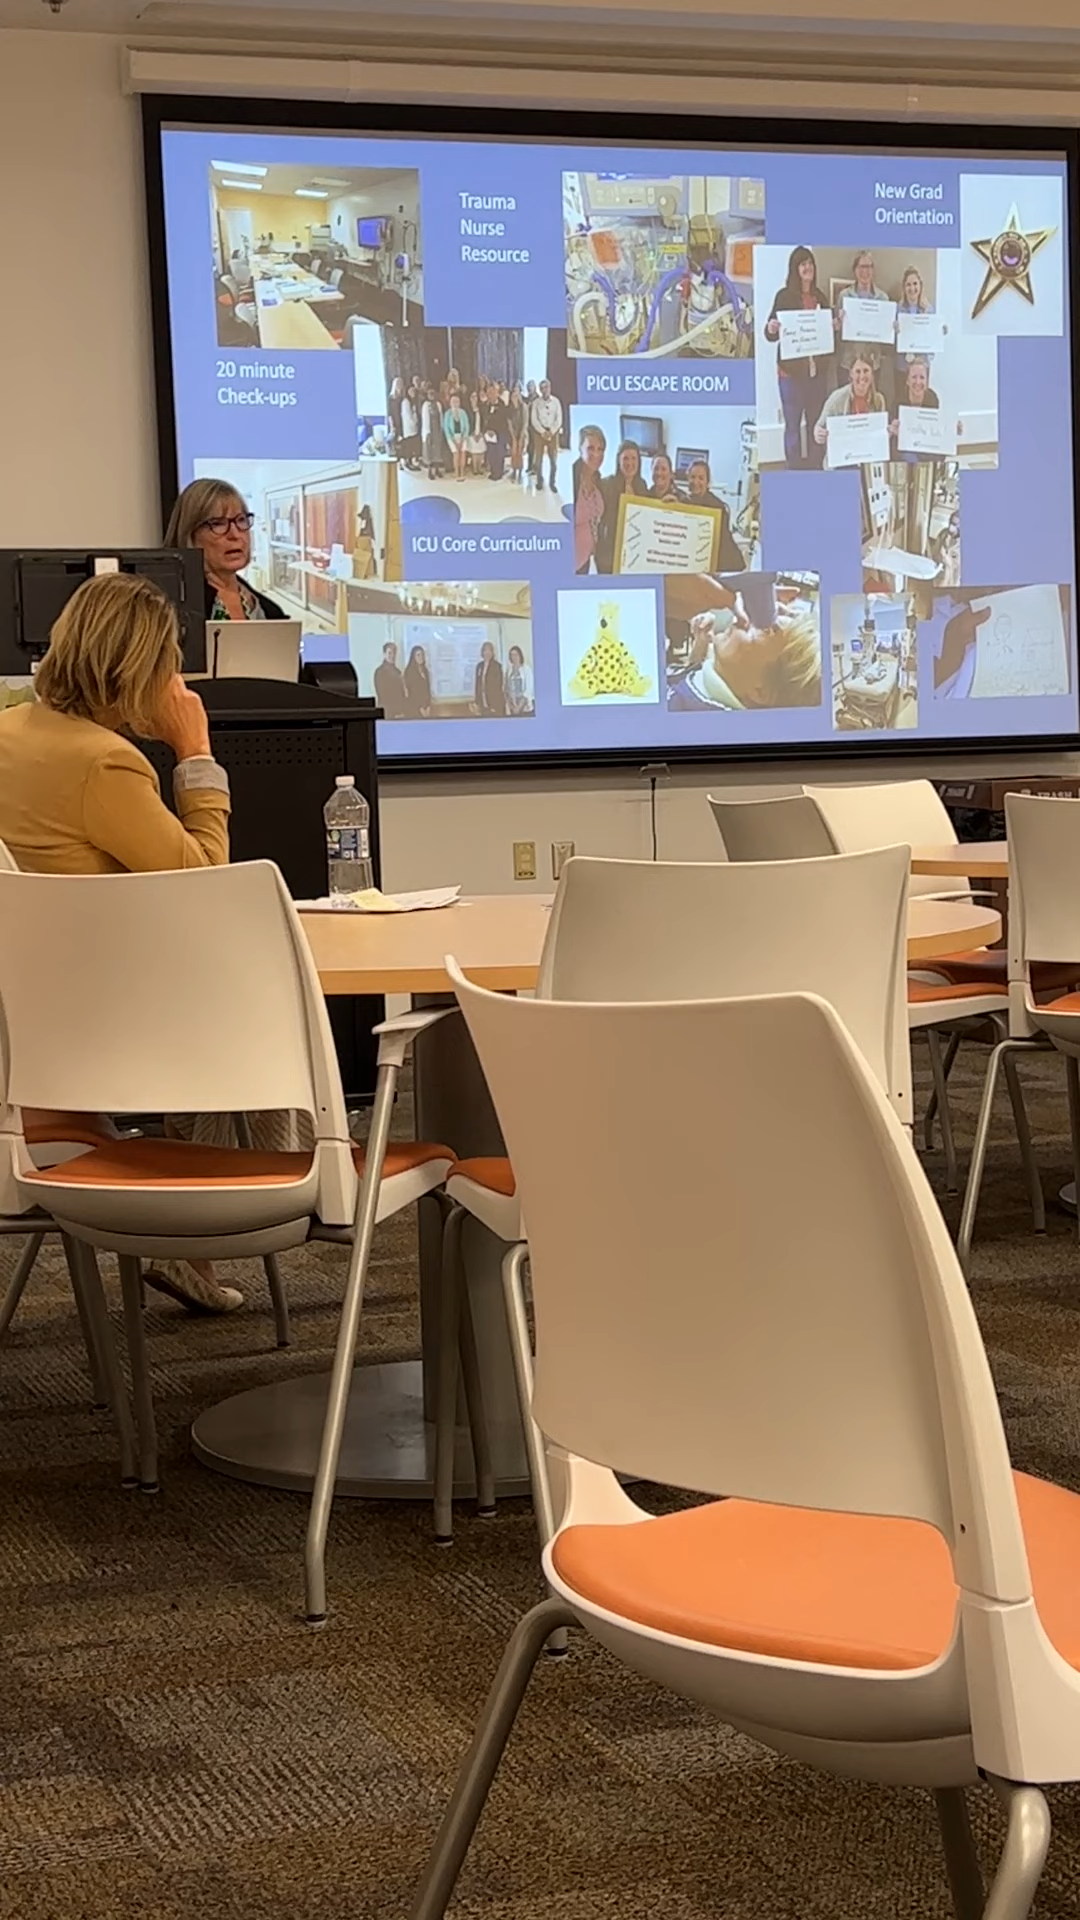 Trauma
Nurse
Resource
New Grad
Orientation
20 minute
Check-ups
PICU ESCAPE ROOM
ICU Core Curriculum